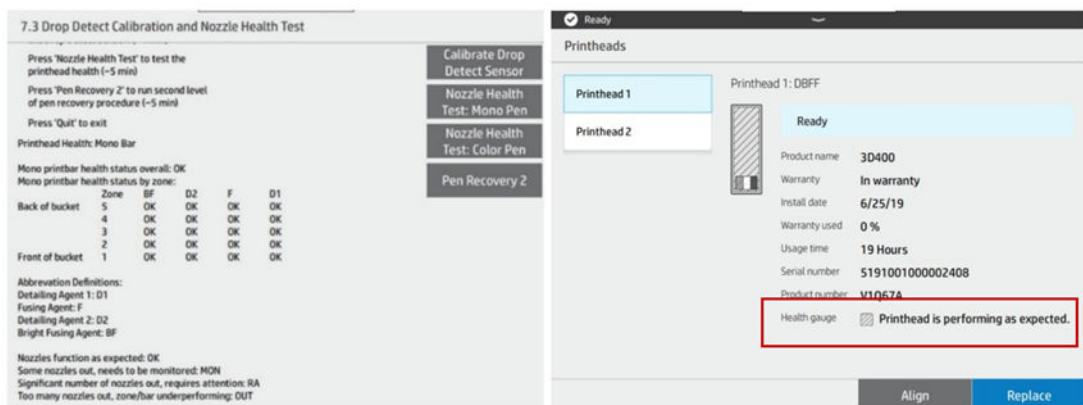 7.3 Drop Detect Calibration and Nozzle Health Test
Press 'Nozzle Health Test' to test the
printhead health (~5 min)
Press 'Pen Recovery 2' to run second level
of pen recovery procedure (~5 min)
Press 'Quit' to exit
Printhead Health: Mono Bar
Mono printbar health status overall: OK
Mono printbar health status by zone:
Zone BF D2 F D1
Back of bucket 5 OK OK OK OK
4 OK OK OK OK
3 OK OK OK OK
2 OK OK OK OK
Front of bucket 1 OK OK OK OK
Abbrevation Definitions:
Detailing Agent 1: D1
Fusing Agent: F
Detailing Agent 2: D2
Bright Fusing Agent: BF
Nozzles function as expected: OK
Some nozzles out, needs to be monitored: MON
Significant number of nozzles out, requires attention: RA
Too many nozzles out, zone/bar underperforming: OUT
Calibrate Drop
Detect Sensor
Nozzle Health
Test: Mono Pen
Nozzle Health
Test: Color Pen
Pen Recovery 2
Ready
Printheads
Printhead 1
Printhead 2
Printhead 1: DBFF
Ready
Product name 3D400
Warranty In warranty
Install date 6/25/19
Warranty used 0 %
Usage time 19 Hours
Serial number 5191001000002408
Product number V1Q67A
Health gauge Printhead is performing as expected.
Align Replace